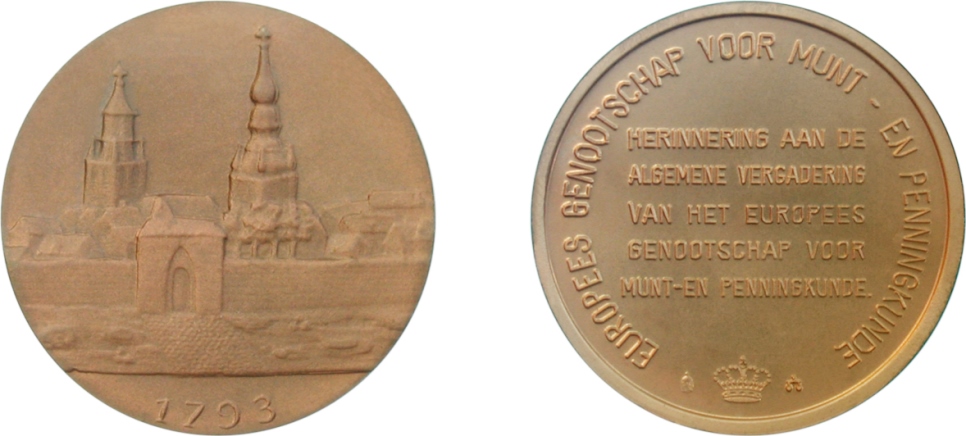 1793
EUROPEES GENOOTSCHAP VOOR MUNT - EN PENNINGKUNDE
HERINNERING AAN DE
ALGEMENE VERGADERING
VAN HET EUROPEES
GENOOTSCHAP VOOR
MUNT-EN PENNINGKUNDE.